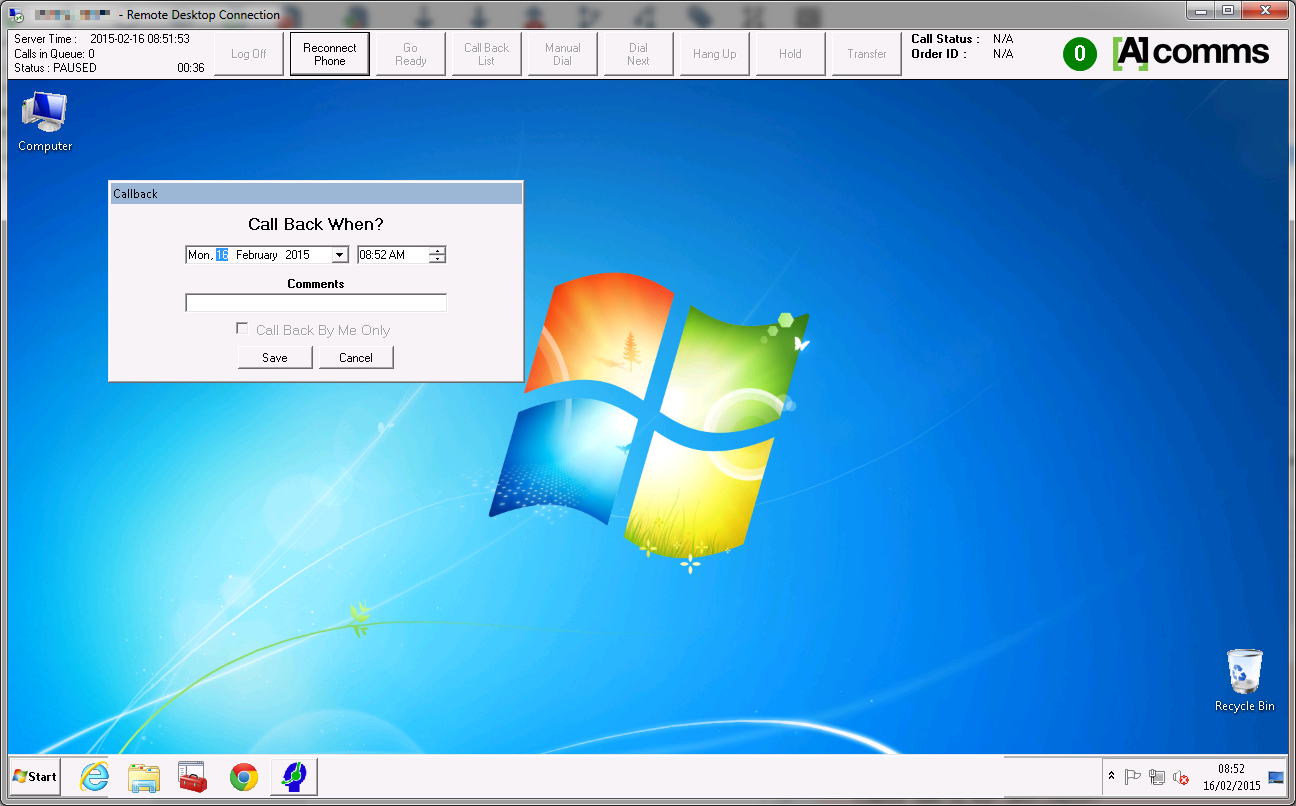 - Remote Desktop Connection
Server Time : 2015-02-16 08:51:53
Calls in Queue: 0
Status : PAUSED 00:36
Log Off
Reconnect
Phone
Go
Ready
Call Back
List
Manual
Dial
Dial
Next
Hang Up
Hold
Transfer
Call Status : N/A
Order ID : N/A
0
[A]comms
Computer
Callback
Call Back When?
Mon, 16 February 2015 08:52 AM
Comments
Call Back By Me Only
Save Cancel
Recycle Bin
Start
08:52
16/02/2015